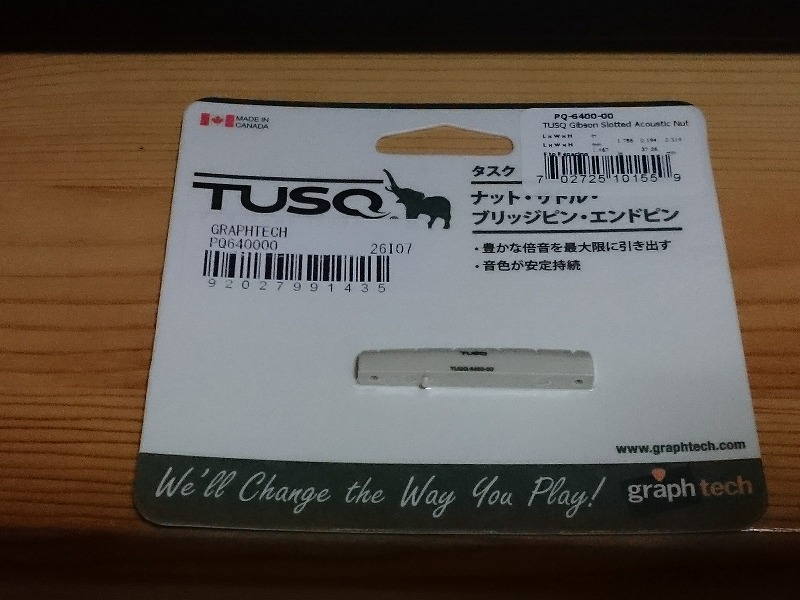 MADE IN
CANADA
PQ-6400-00
TUSQ Gibson Slotted Acoustic Nut
L x W x H
L x W x H
7 02725 10155 9
タスク
TUSQ
ナット・サドル・
ブリッジピン・エンドピン
・豊かな倍音を最大限に引き出す
・音色が安定持続
GRAPHTECH
PQ640000
26107
92027991435
TUSQ
TUSQ 6400-00
www.graphtech.com
We'll Change the Way You Play!
graph tech